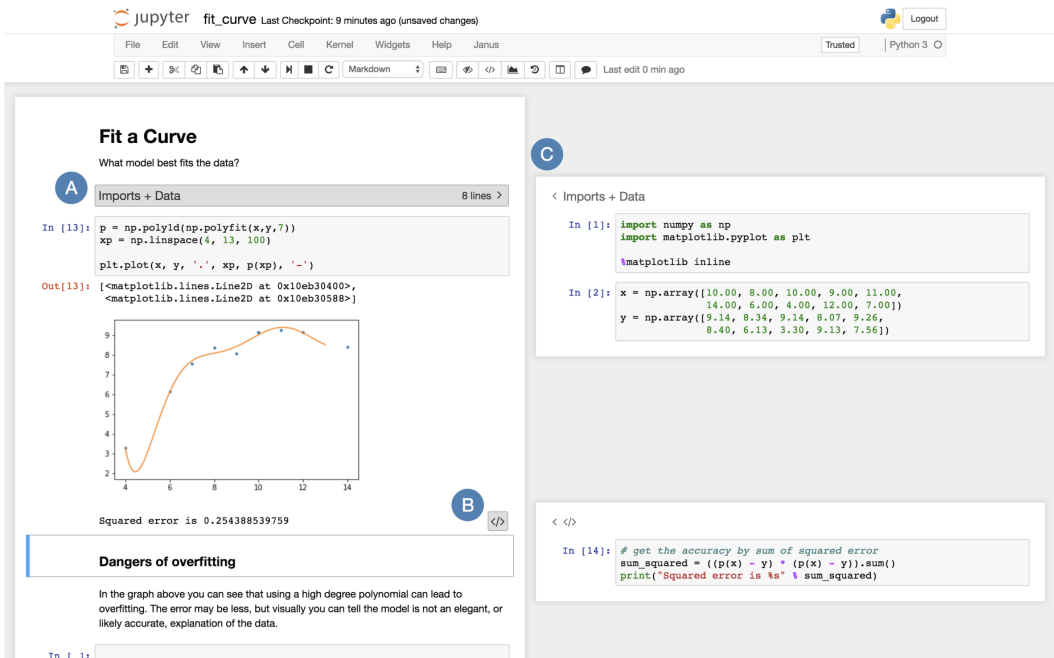 jupyter fit_curve Last Checkpoint: 9 minutes ago (unsaved changes)
Logout
File Edit View Insert Cell Kernel Widgets Help Janus
Trusted
Python 3
Markdown
</>
Last edit 0 min ago
Fit a Curve
What model best fits the data?
A
Imports + Data 8 lines >
In [13]: p = np.poly1d(np.polyfit(x,y,7))
xp = np.linspace(4, 13, 100)
plt.plot(x, y, '.', xp, p(xp), '-')
Out[13]: [<matplotlib.lines.Line2D at 0x10eb30400>,
<matplotlib.lines.Line2D at 0x10eb30588>]
9
8
7
6
5
4
3
2
4 6 8 10 12 14
B
Squared error is 0.254388539759 </>
Dangers of overfitting
In the graph above you can see that using a high degree polynomial can lead to
overfitting. The error may be less, but visually you can tell the model is not an elegant, or
likely accurate, explanation of the data.
In [ ]:
C
< Imports + Data
In [1]: import numpy as np
import matplotlib.pyplot as plt
%matplotlib inline
In [2]: x = np.array([10.00, 8.00, 10.00, 9.00, 11.00,
14.00, 6.00, 4.00, 12.00, 7.00])
y = np.array([9.14, 8.34, 9.14, 8.07, 9.26,
8.40, 6.13, 3.30, 9.13, 7.56])
< </>
In [14]: # get the accuracy by sum of squared error
sum_squared = ((p(x) - y) * (p(x) - y)).sum()
print("Squared error is %s" % sum_squared)